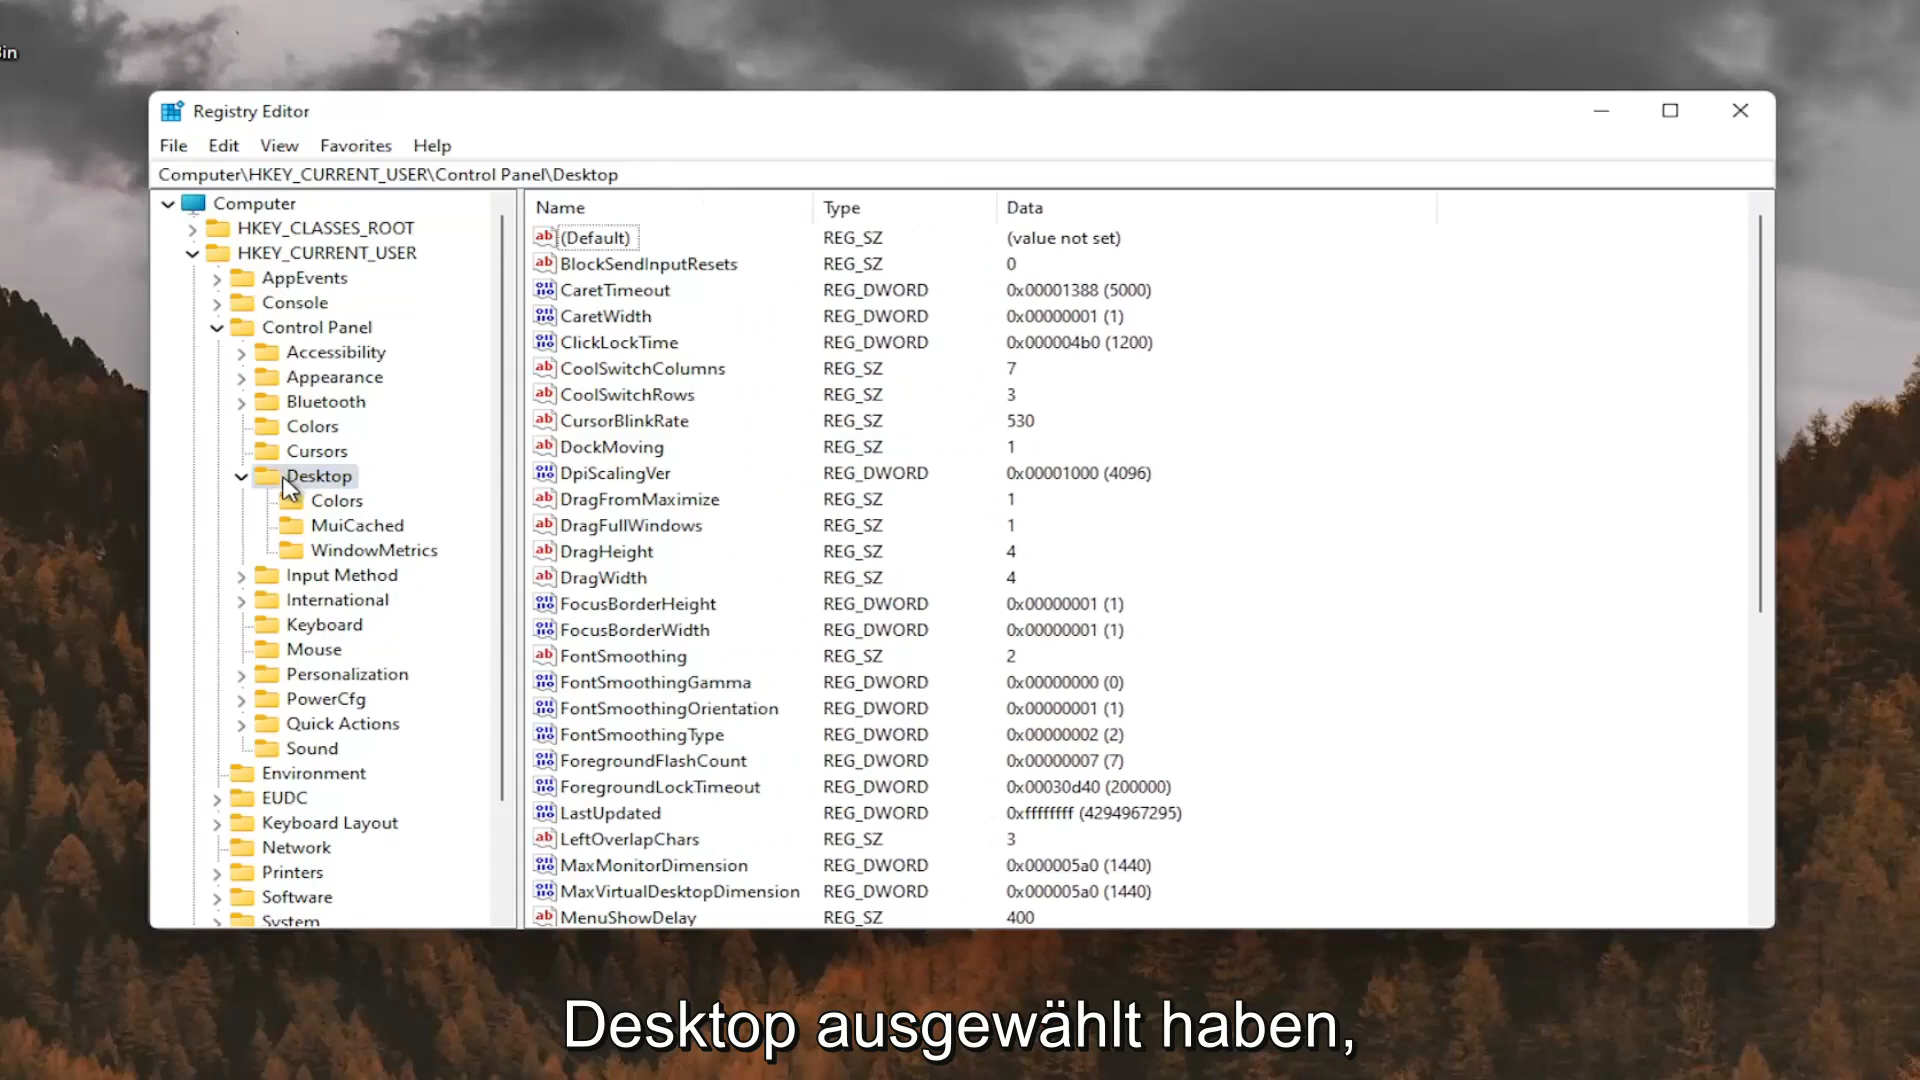 in
Registry Editor
File Edit View Favorites Help
Computer\HKEY_CURRENT_USER\Control Panel\Desktop
Computer
HKEY_CLASSES_ROOT
HKEY_CURRENT_USER
AppEvents
Console
Control Panel
Accessibility
Appearance
Bluetooth
Colors
Cursors
Desktop
Colors
MuiCached
WindowMetrics
Input Method
International
Keyboard
Mouse
Personalization
PowerCfg
Quick Actions
Sound
Environment
EUDC
Keyboard Layout
Network
Printers
Software
System
Name Type Data
(Default) REG_SZ (value not set)
BlockSendInputResets REG_SZ 0
CaretTimeout REG_DWORD 0x00001388 (5000)
CaretWidth REG_DWORD 0x00000001 (1)
ClickLockTime REG_DWORD 0x000004b0 (1200)
CoolSwitchColumns REG_SZ 7
CoolSwitchRows REG_SZ 3
CursorBlinkRate REG_SZ 530
DockMoving REG_SZ 1
DpiScalingVer REG_DWORD 0x00001000 (4096)
DragFromMaximize REG_SZ 1
DragFullWindows REG_SZ 1
DragHeight REG_SZ 4
DragWidth REG_SZ 4
FocusBorderHeight REG_DWORD 0x00000001 (1)
FocusBorderWidth REG_DWORD 0x00000001 (1)
FontSmoothing REG_SZ 2
FontSmoothingGamma REG_DWORD 0x00000000 (0)
FontSmoothingOrientation REG_DWORD 0x00000001 (1)
FontSmoothingType REG_DWORD 0x00000002 (2)
ForegroundFlashCount REG_DWORD 0x00000007 (7)
ForegroundLockTimeout REG_DWORD 0x00030d40 (200000)
LastUpdated REG_DWORD 0xffffffff (4294967295)
LeftOverlapChars REG_SZ 3
MaxMonitorDimension REG_DWORD 0x000005a0 (1440)
MaxVirtualDesktopDimension REG_DWORD 0x000005a0 (1440)
MenuShowDelay REG_SZ 400
Desktop ausgewählt haben,